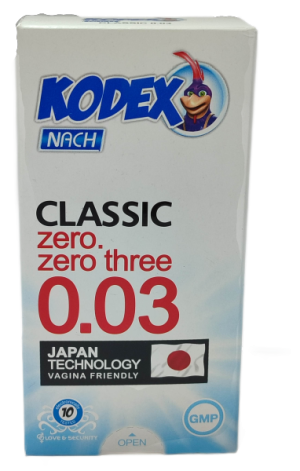 KODEX
NACH
CLASSIC
zero.
zero three
0.03
JAPAN
TECHNOLOGY
VAGINA FRIENDLY
10
LOVE & SECURITY
GMP
OPEN